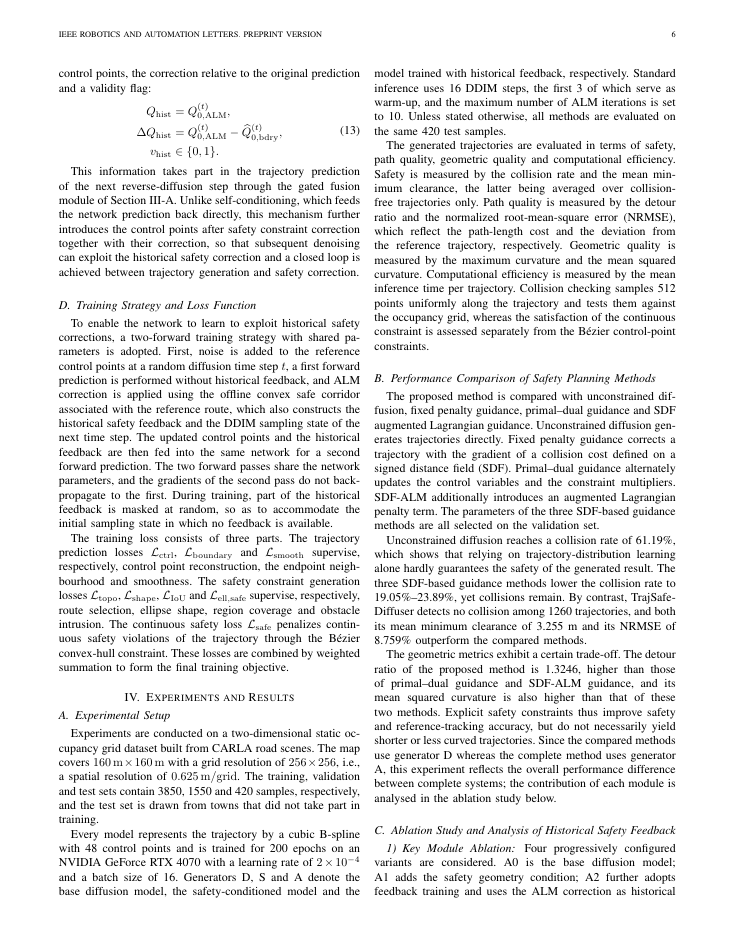 IEEE ROBOTICS AND AUTOMATION LETTERS. PREPRINT VERSION 6
control points, the correction relative to the original prediction
and a validity flag:
Q_hist = Q^(t)_0,ALM,
ΔQ_hist = Q^(t)_0,ALM − Q̂^(t)_0,bdry, (13)
v_hist ∈ {0, 1}.
This information takes part in the trajectory prediction
of the next reverse-diffusion step through the gated fusion
module of Section III-A. Unlike self-conditioning, which feeds
the network prediction back directly, this mechanism further
introduces the control points after safety constraint correction
together with their correction, so that subsequent denoising
can exploit the historical safety correction and a closed loop is
achieved between trajectory generation and safety correction.
D. Training Strategy and Loss Function
To enable the network to learn to exploit historical safety
corrections, a two-forward training strategy with shared pa-
rameters is adopted. First, noise is added to the reference
control points at a random diffusion time step t, a first forward
prediction is performed without historical feedback, and ALM
correction is applied using the offline convex safe corridor
associated with the reference route, which also constructs the
historical safety feedback and the DDIM sampling state of the
next time step. The updated control points and the historical
feedback are then fed into the same network for a second
forward prediction. The two forward passes share the network
parameters, and the gradients of the second pass do not back-
propagate to the first. During training, part of the historical
feedback is masked at random, so as to accommodate the
initial sampling state in which no feedback is available.
The training loss consists of three parts. The trajectory
prediction losses L_ctrl, L_boundary and L_smooth supervise,
respectively, control point reconstruction, the endpoint neigh-
bourhood and smoothness. The safety constraint generation
losses L_topo, L_shape, L_IoU and L_ell,safe supervise, respectively,
route selection, ellipse shape, region coverage and obstacle
intrusion. The continuous safety loss L_safe penalizes contin-
uous safety violations of the trajectory through the Bézier
convex-hull constraint. These losses are combined by weighted
summation to form the final training objective.
IV. EXPERIMENTS AND RESULTS
A. Experimental Setup
Experiments are conducted on a two-dimensional static oc-
cupancy grid dataset built from CARLA road scenes. The map
covers 160 m × 160 m with a grid resolution of 256×256, i.e.,
a spatial resolution of 0.625 m/grid. The training, validation
and test sets contain 3850, 1550 and 420 samples, respectively,
and the test set is drawn from towns that did not take part in
training.
Every model represents the trajectory by a cubic B-spline
with 48 control points and is trained for 200 epochs on an
NVIDIA GeForce RTX 4070 with a learning rate of 2 × 10⁻⁴
and a batch size of 16. Generators D, S and A denote the
base diffusion model, the safety-conditioned model and the
model trained with historical feedback, respectively. Standard
inference uses 16 DDIM steps, the first 3 of which serve as
warm-up, and the maximum number of ALM iterations is set
to 10. Unless stated otherwise, all methods are evaluated on
the same 420 test samples.
The generated trajectories are evaluated in terms of safety,
path quality, geometric quality and computational efficiency.
Safety is measured by the collision rate and the mean min-
imum clearance, the latter being averaged over collision-
free trajectories only. Path quality is measured by the detour
ratio and the normalized root-mean-square error (NRMSE),
which reflect the path-length cost and the deviation from
the reference trajectory, respectively. Geometric quality is
measured by the maximum curvature and the mean squared
curvature. Computational efficiency is measured by the mean
inference time per trajectory. Collision checking samples 512
points uniformly along the trajectory and tests them against
the occupancy grid, whereas the satisfaction of the continuous
constraint is assessed separately from the Bézier control-point
constraints.
B. Performance Comparison of Safety Planning Methods
The proposed method is compared with unconstrained dif-
fusion, fixed penalty guidance, primal–dual guidance and SDF
augmented Lagrangian guidance. Unconstrained diffusion gen-
erates trajectories directly. Fixed penalty guidance corrects a
trajectory with the gradient of a collision cost defined on a
signed distance field (SDF). Primal–dual guidance alternately
updates the control variables and the constraint multipliers.
SDF-ALM additionally introduces an augmented Lagrangian
penalty term. The parameters of the three SDF-based guidance
methods are all selected on the validation set.
Unconstrained diffusion reaches a collision rate of 61.19%,
which shows that relying on trajectory-distribution learning
alone hardly guarantees the safety of the generated result. The
three SDF-based guidance methods lower the collision rate to
19.05%–23.89%, yet collisions remain. By contrast, TrajSafe-
Diffuser detects no collision among 1260 trajectories, and both
its mean minimum clearance of 3.255 m and its NRMSE of
8.759% outperform the compared methods.
The geometric metrics exhibit a certain trade-off. The detour
ratio of the proposed method is 1.3246, higher than those
of primal–dual guidance and SDF-ALM guidance, and its
mean squared curvature is also higher than that of these
two methods. Explicit safety constraints thus improve safety
and reference-tracking accuracy, but do not necessarily yield
shorter or less curved trajectories. Since the compared methods
use generator D whereas the complete method uses generator
A, this experiment reflects the overall performance difference
between complete systems; the contribution of each module is
analysed in the ablation study below.
C. Ablation Study and Analysis of Historical Safety Feedback
1) Key Module Ablation: Four progressively configured
variants are considered. A0 is the base diffusion model;
A1 adds the safety geometry condition; A2 further adopts
feedback training and uses the ALM correction as historical